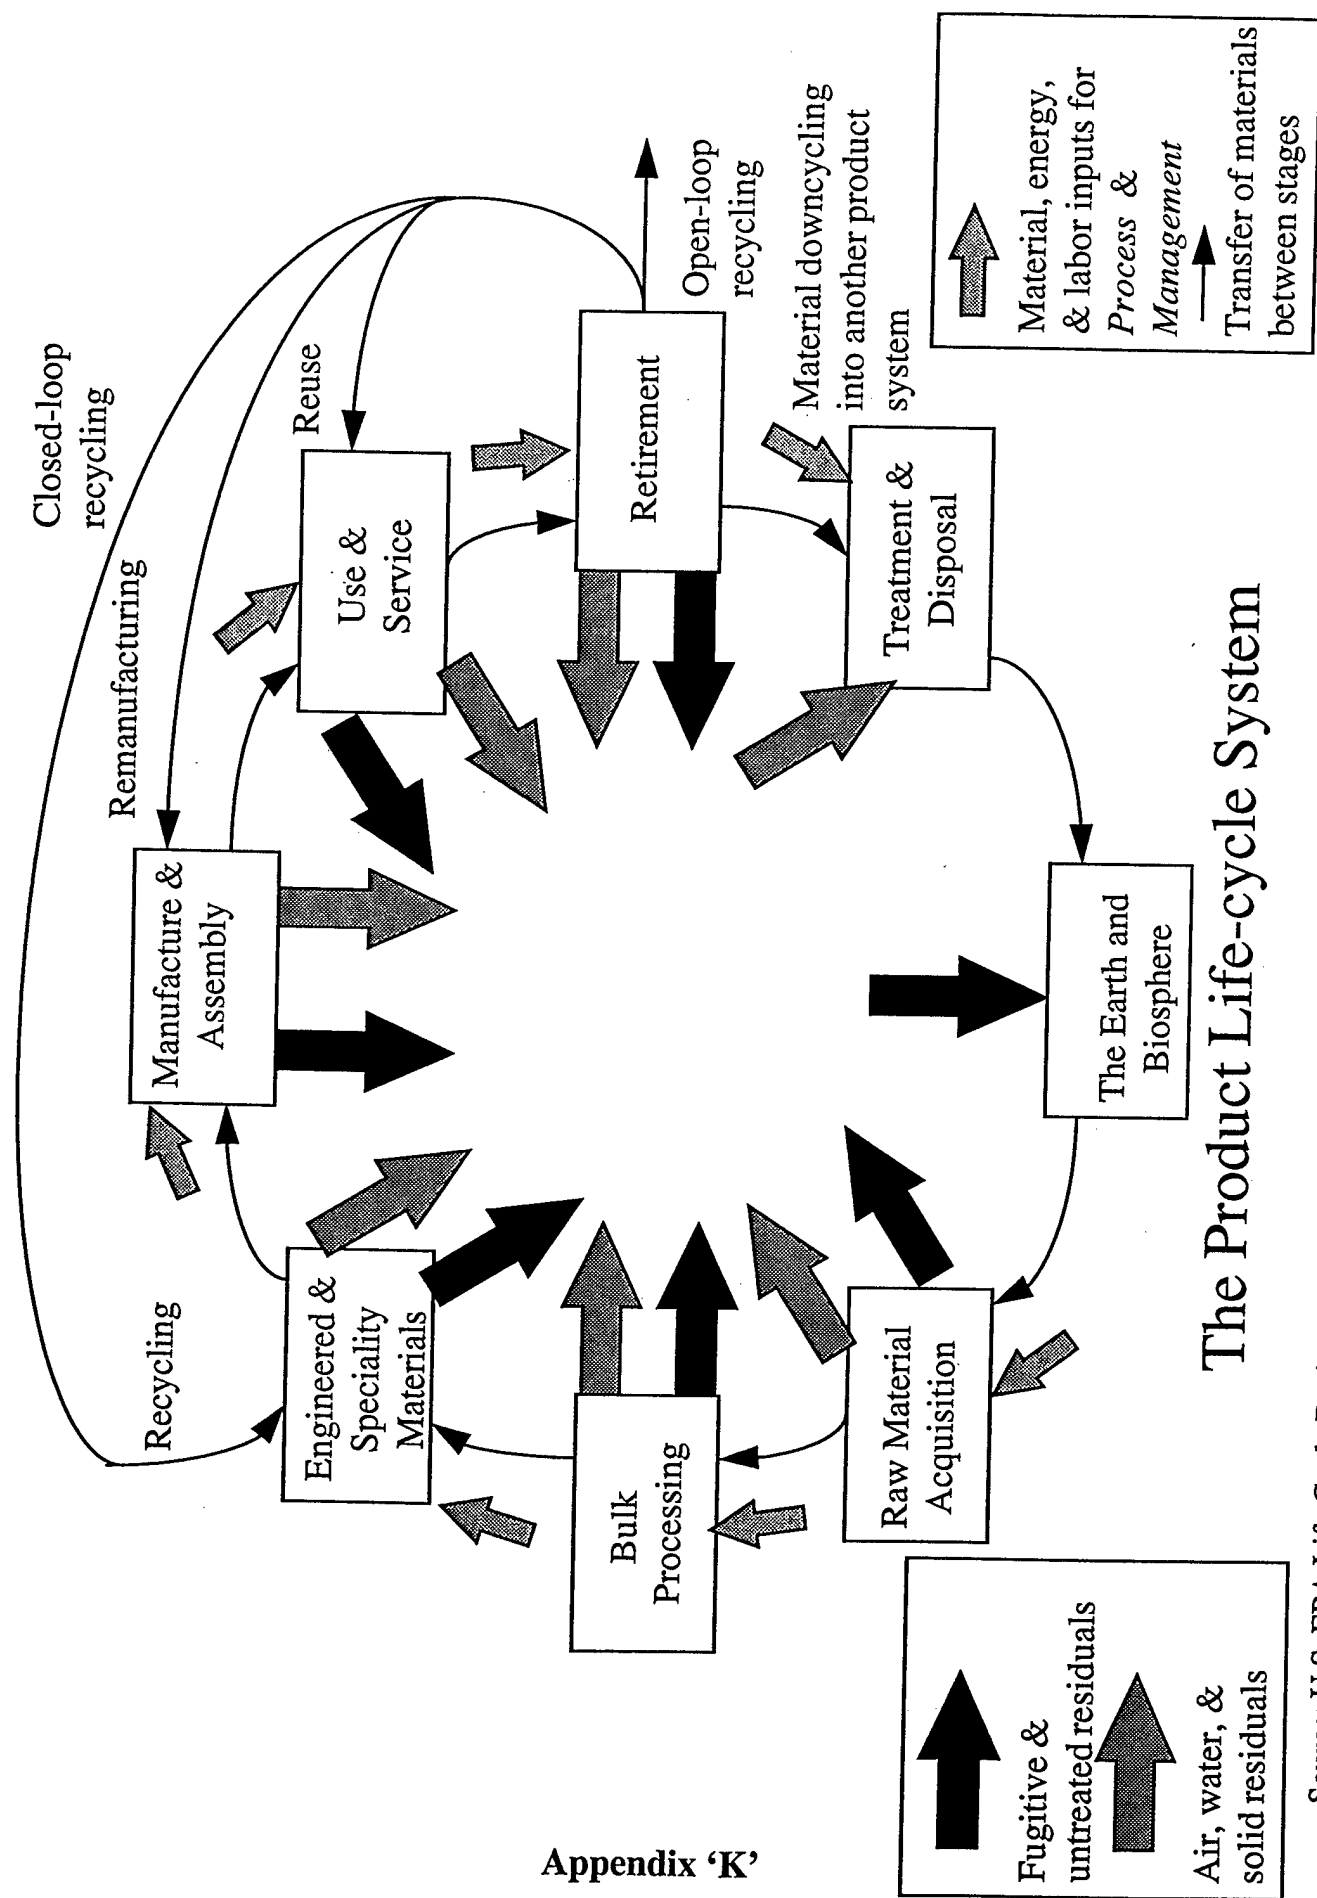 Closed-loop
recycling
Remanufacturing
Recycling
Reuse
Manufacture &
Assembly
Engineered &
Speciality
Materials
Use &
Service
Bulk
Processing
Retirement
Open-loop
recycling
Material downcycling
into another product
system
Raw Material
Acquisition
Treatment &
Disposal
The Earth and
Biosphere
Fugitive &
untreated residuals
Air, water, &
solid residuals
Material, energy,
& labor inputs for
Process &
Management
Transfer of materials
between stages
The Product Life-cycle System
Appendix ‘K’